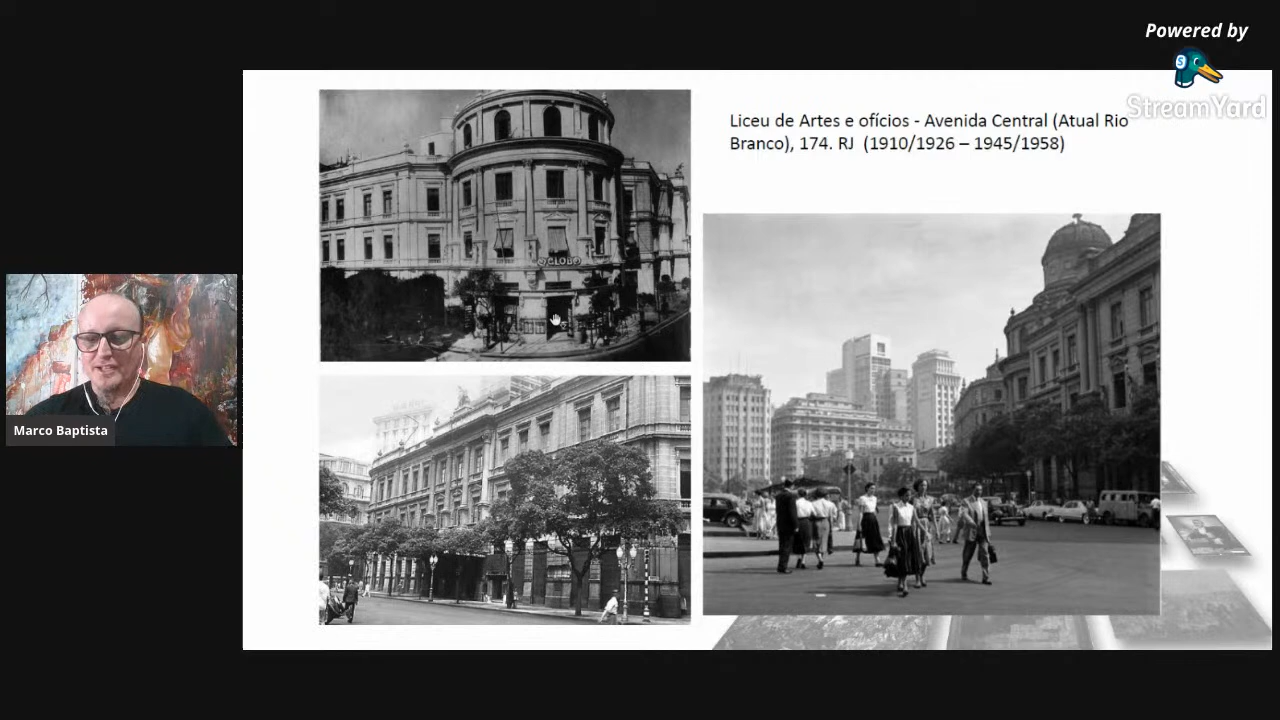 Powered by
StreamYard
Liceu de Artes e ofícios - Avenida Central (Atual Rio
Branco), 174. RJ (1910/1926 – 1945/1958)
O GLOBO
Marco Baptista